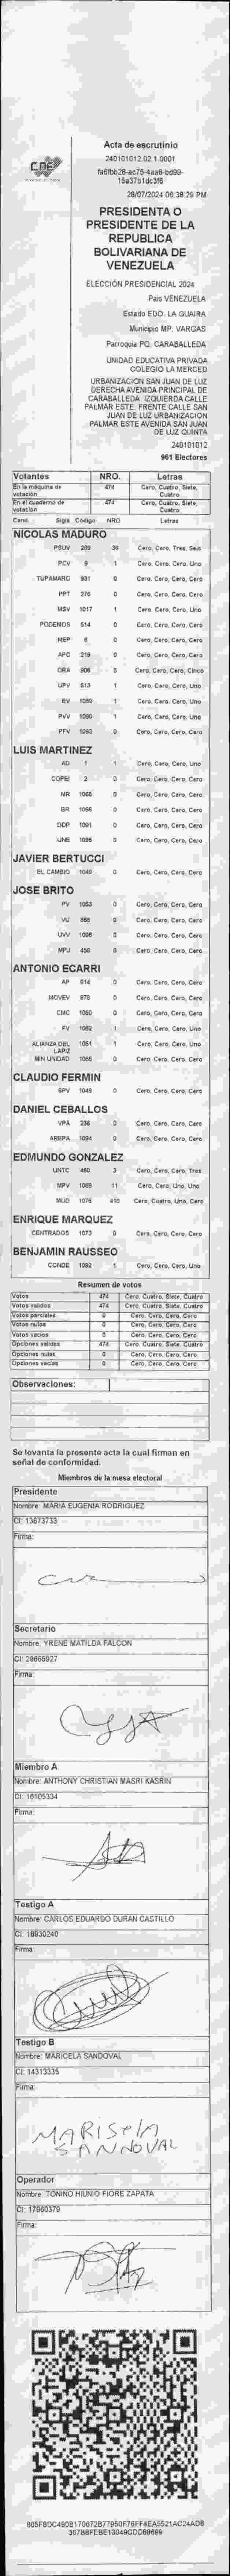 CNE
Acta de escrutinio
240101012.02.1.0001
28/07/2024 06:38:29 PM
PRESIDENTA O
PRESIDENTE DE LA
REPUBLICA
BOLIVARIANA DE
VENEZUELA
ELECCIÓN PRESIDENCIAL 2024
País VENEZUELA
Estado EDO. LA GUAIRA
Municipio MP. VARGAS
Parroquia PQ. CARABALLEDA
UNIDAD EDUCATIVA PRIVADA
COLEGIO LA MERCED
URBANIZACION SAN JUAN DE LUZ
DERECHA AVENIDA PRINCIPAL DE
CARABALLEDA. IZQUIERDA CALLE
PALMAR ESTE. FRENTE CALLE SAN
JUAN DE LUZ URBANIZACION
PALMAR ESTE AVENIDA SAN JUAN
DE LUZ QUINTA
240101012
961 Electores
Votantes NRO. Letras
En la máquina de votación 474 Cero, Cuatro, Siete, Cuatro
En el cuaderno de votación 474 Cero, Cuatro, Siete, Cuatro
Cand. Sigla Código NRO Letras
NICOLAS MADURO
PSUV 289 36 Cero, Cero, Tres, Seis
PCV 9 1 Cero, Cero, Cero, Uno
TUPAMARO 931 0 Cero, Cero, Cero, Cero
PPT 276 0 Cero, Cero, Cero, Cero
MSV 1017 1 Cero, Cero, Cero, Uno
PODEMOS 514 0 Cero, Cero, Cero, Cero
MEP 6 0 Cero, Cero, Cero, Cero
APC 219 0 Cero, Cero, Cero, Cero
ORA 906 5 Cero, Cero, Cero, Cinco
UPV 513 1 Cero, Cero, Cero, Uno
EV 1089 1 Cero, Cero, Cero, Uno
PVV 1090 1 Cero, Cero, Cero, Uno
PFV 1093 0 Cero, Cero, Cero, Cero
LUIS MARTINEZ
AD 1 1 Cero, Cero, Cero, Uno
COPEI 2 0 Cero, Cero, Cero, Cero
MR 1065 0 Cero, Cero, Cero, Cero
BR 1056 0 Cero, Cero, Cero, Cero
DDP 1091 0 Cero, Cero, Cero, Cero
UNE 1095 0 Cero, Cero, Cero, Cero
JAVIER BERTUCCI
EL CAMBIO 1048 0 Cero, Cero, Cero, Cero
JOSE BRITO
PV 1053 0 Cero, Cero, Cero, Cero
VU 868 0 Cero, Cero, Cero, Cero
UVV 1096 0 Cero, Cero, Cero, Cero
MPJ 456 0 Cero, Cero, Cero, Cero
ANTONIO ECARRI
AP 914 0 Cero, Cero, Cero, Cero
MOVEV 978 0 Cero, Cero, Cero, Cero
CMC 1050 0 Cero, Cero, Cero, Cero
FV 1082 1 Cero, Cero, Cero, Uno
ALIANZA DEL LAPIZ 1051 1 Cero, Cero, Cero, Uno
MIN UNIDAD 1086 0 Cero, Cero, Cero, Cero
CLAUDIO FERMIN
SPV 1049 0 Cero, Cero, Cero, Cero
DANIEL CEBALLOS
VPA 236 0 Cero, Cero, Cero, Cero
AREPA 1094 0 Cero, Cero, Cero, Cero
EDMUNDO GONZALEZ
UNTC 460 3 Cero, Cero, Cero, Tres
MPV 1069 11 Cero, Cero, Uno, Uno
MUD 1076 410 Cero, Cuatro, Uno, Cero
ENRIQUE MARQUEZ
CENTRADOS 1073 0 Cero, Cero, Cero, Cero
BENJAMIN RAUSSEO
CONDE 1092 1 Cero, Cero, Cero, Uno
Resumen de votos
Votos 474 Cero, Cuatro, Siete, Cuatro
Votos validos 474 Cero, Cuatro, Siete, Cuatro
Votos parciales 0 Cero, Cero, Cero, Cero
Votos nulos 0 Cero, Cero, Cero, Cero
Votos vacios 0 Cero, Cero, Cero, Cero
Opciones validas 474 Cero, Cuatro, Siete, Cuatro
Opciones nulas 0 Cero, Cero, Cero, Cero
Opciones vacias 0 Cero, Cero, Cero, Cero
Observaciones:
Se levanta la presente acta la cual firman en
señal de conformidad.
Miembros de la mesa electoral
Presidente
Nombre: MARIA EUGENIA RODRIGUEZ
CI: 13673733
Firma:
Secretario
Nombre: YRENE MATILDA FALCON
CI: 29665927
Firma:
Miembro A
Nombre: ANTHONY CHRISTIAN MASRI KASRIN
CI: 16105334
Firma:
Testigo A
Nombre: CARLOS EDUARDO DURAN CASTILLO
CI: 18930240
Firma:
Testigo B
Nombre: MARICELA SANDOVAL
CI: 14313335
Firma:
MARISELA
SANDOVAL
Operador
Nombre: TONINO HIUNIO FIORE ZAPATA
CI: 17960379
Firma: